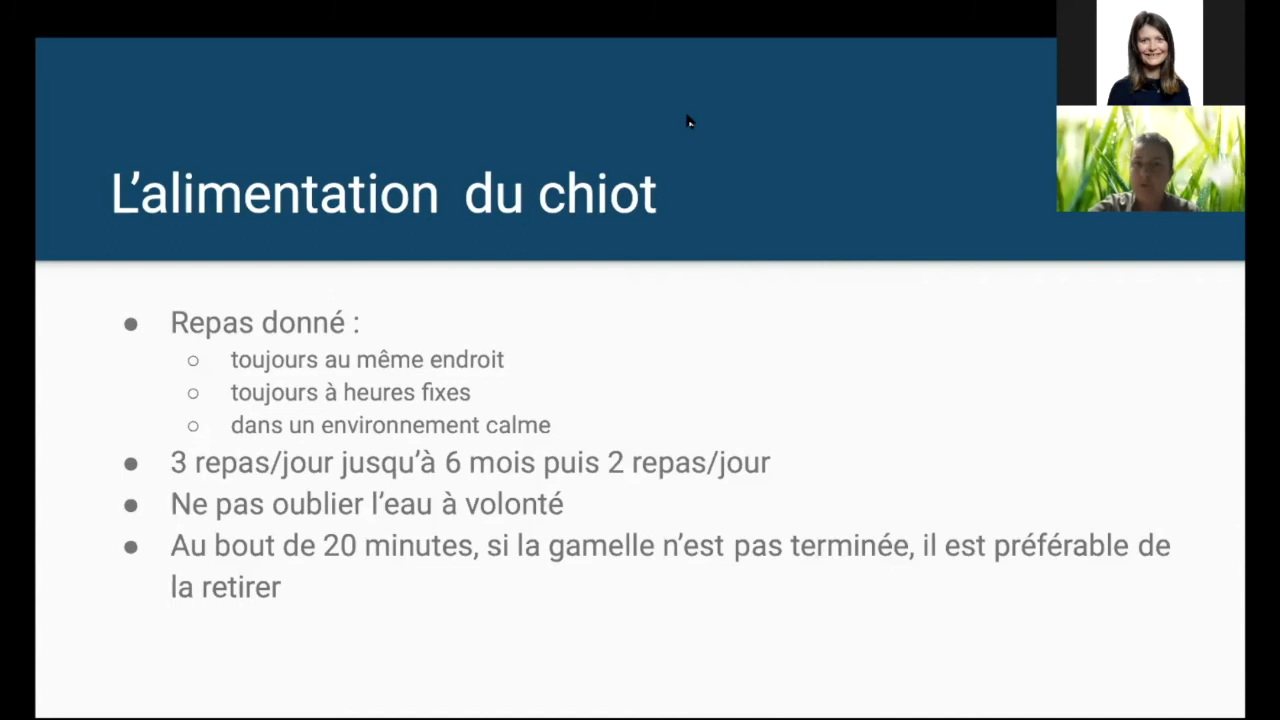 L’alimentation du chiot
● Repas donné :
○ toujours au même endroit
○ toujours à heures fixes
○ dans un environnement calme
● 3 repas/jour jusqu’à 6 mois puis 2 repas/jour
● Ne pas oublier l’eau à volonté
● Au bout de 20 minutes, si la gamelle n’est pas terminée, il est préférable de
la retirer